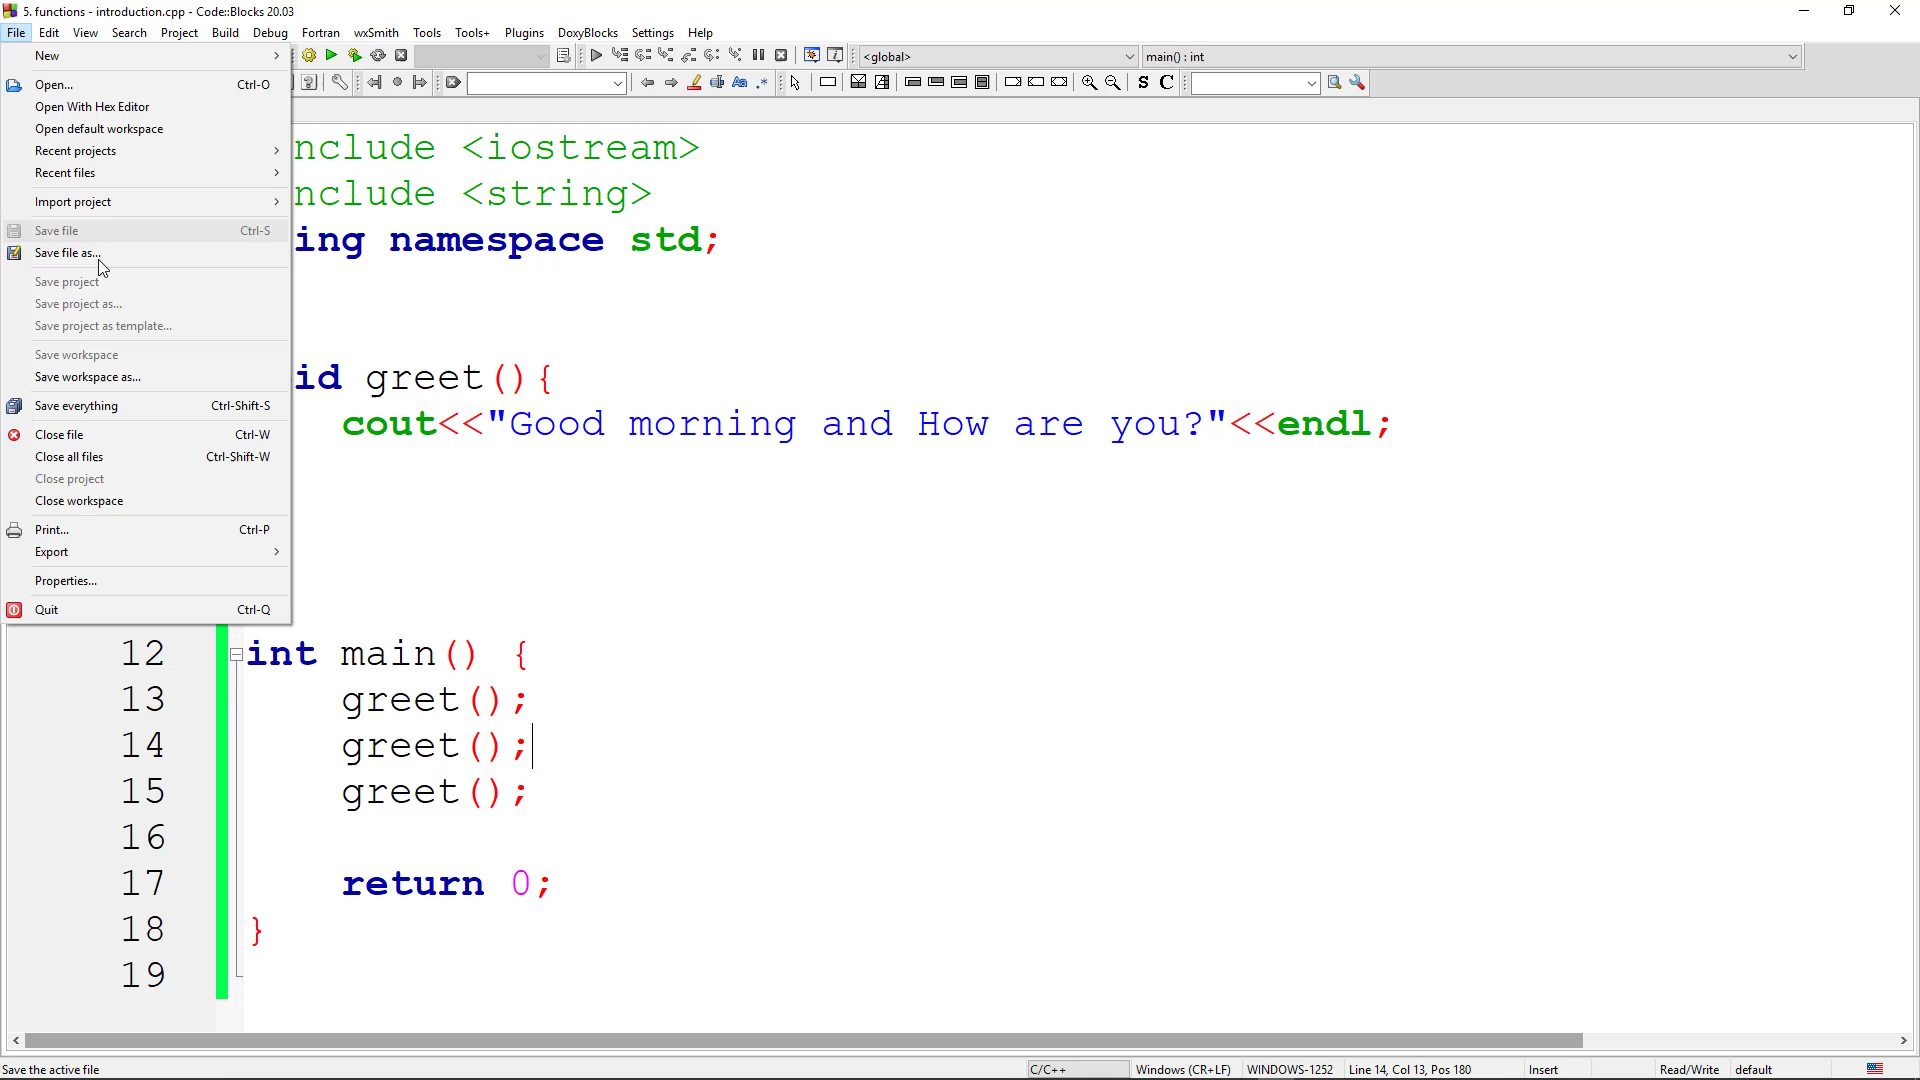 5. functions - introduction.cpp - Code::Blocks 20.03
File Edit View Search Project Build Debug Fortran wxSmith Tools Tools+ Plugins DoxyBlocks Settings Help
<global> main() : int
S C
New
Open... Ctrl-O
Open With Hex Editor
Open default workspace
Recent projects
Recent files
Import project
Save file Ctrl-S
Save file as...
Save project
Save project as...
Save project as template...
Save workspace
Save workspace as...
Save everything Ctrl-Shift-S
Close file Ctrl-W
Close all files Ctrl-Shift-W
Close project
Close workspace
Print... Ctrl-P
Export
Properties...
Quit Ctrl-Q
nclude <iostream>
nclude <string>
ing namespace std;
id greet(){
cout<<"Good morning and How are you?"<<endl;
12 int main() {
13 greet();
14 greet();
15 greet();
16
17 return 0;
18 }
19
Save the active file C/C++ Windows (CR+LF) WINDOWS-1252 Line 14, Col 13, Pos 180 Insert Read/Write default